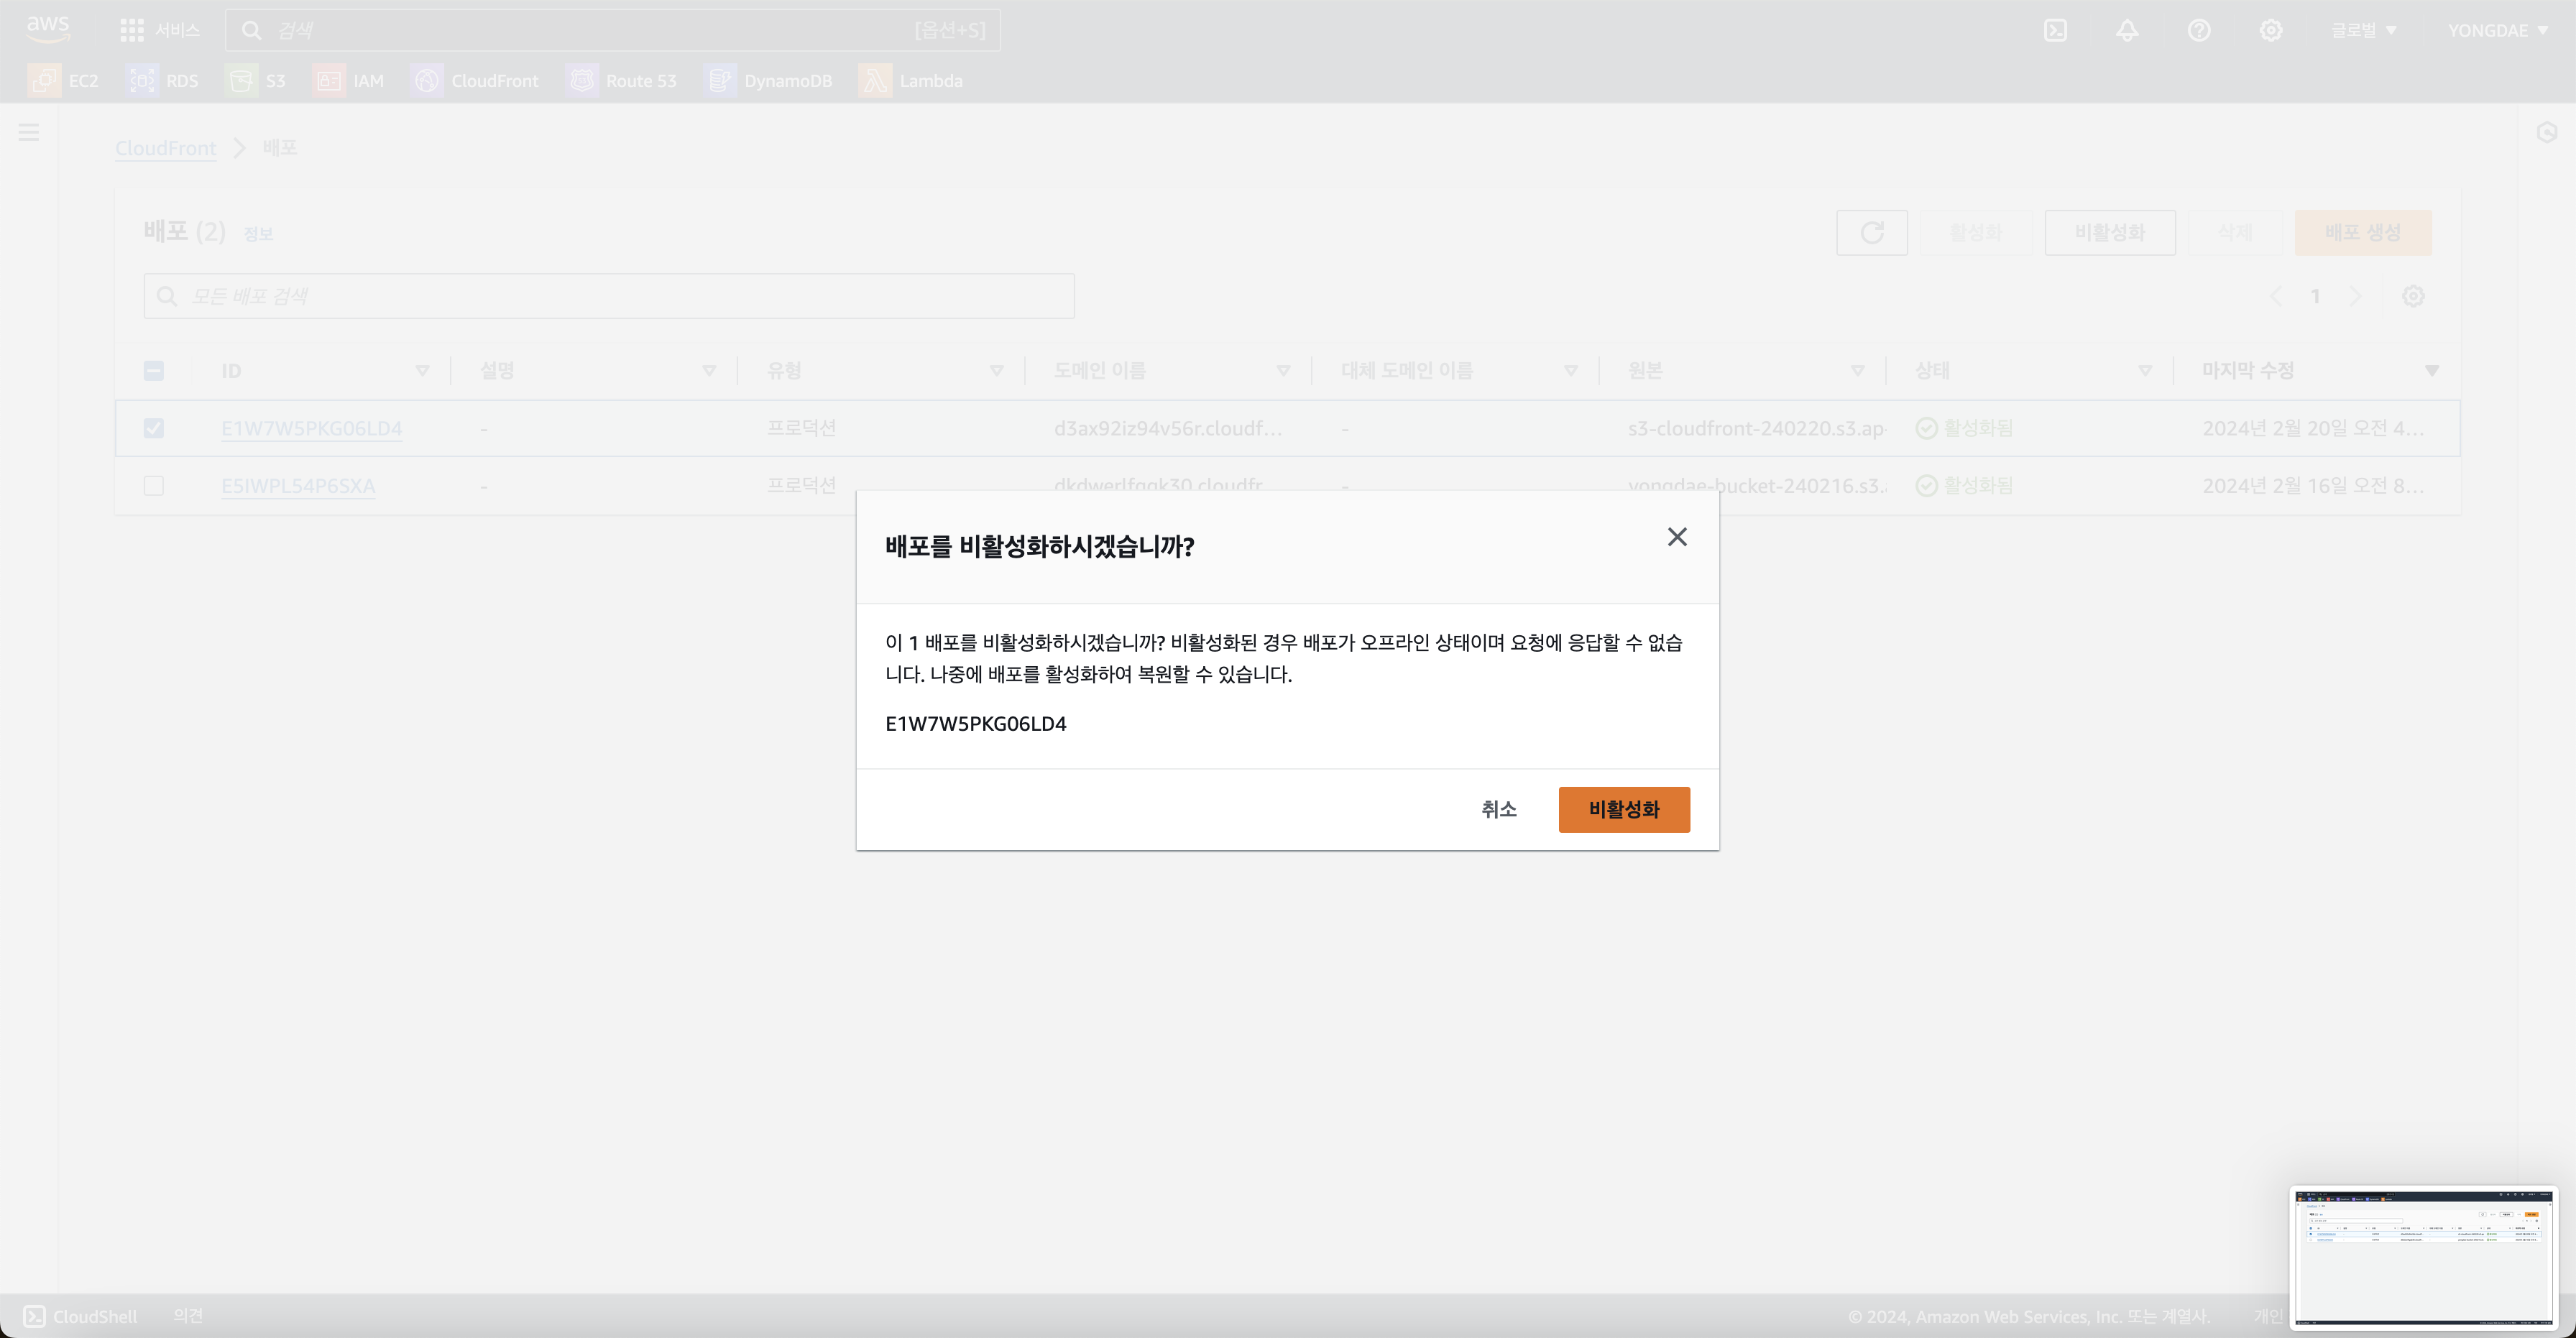 aws
서비스
검색
[옵션+S]
글로벌
YONGDAE
EC2
RDS
S3
IAM
CloudFront
Route 53
DynamoDB
Lambda
CloudFront
배포
배포 (2) 정보
활성화
비활성화
삭제
배포 생성
모든 배포 검색
1
ID
설명
유형
도메인 이름
대체 도메인 이름
원본
상태
마지막 수정
E1W7W5PKG06LD4 - 프로덕션 d3ax92iz94v56r.cloudf... - s3-cloudfront-240220.s3.ap- 활성화됨 2024년 2월 20일 오전 4...
E5IWPL54P6SXA - 프로덕션 - yongdae-bucket-240216.s3. 활성화됨 2024년 2월 16일 오전 8...
배포를 비활성화하시겠습니까?
이 1 배포를 비활성화하시겠습니까? 비활성화된 경우 배포가 오프라인 상태이며 요청에 응답할 수 없습
니다. 나중에 배포를 활성화하여 복원할 수 있습니다.
E1W7W5PKG06LD4
취소
비활성화
CloudShell
의견
© 2024, Amazon Web Services, Inc. 또는 계열사.
개인